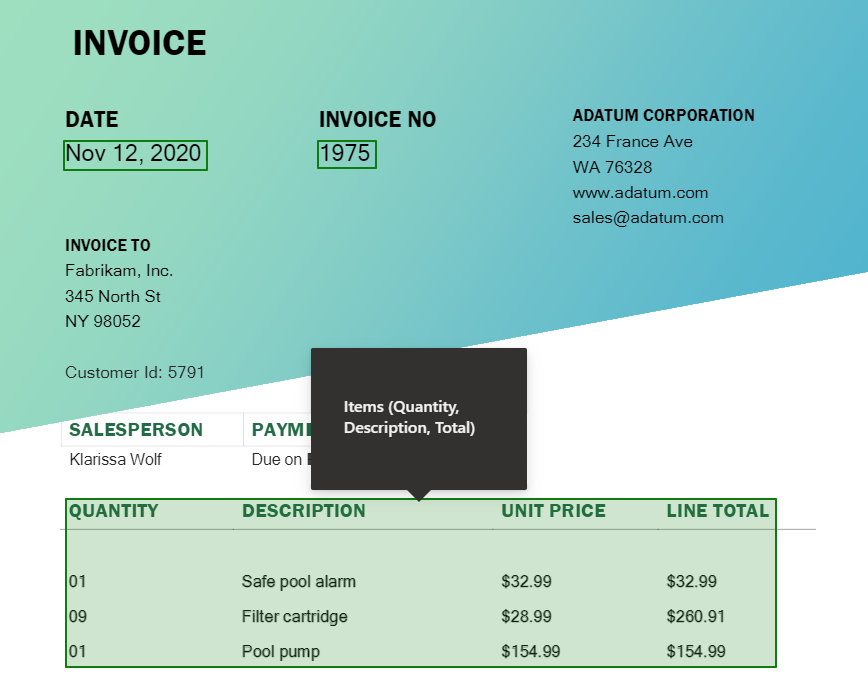 INVOICE
DATE
Nov 12, 2020
INVOICE NO
1975
ADATUM CORPORATION
234 France Ave
WA 76328
www.adatum.com
sales@adatum.com
INVOICE TO
Fabrikam, Inc.
345 North St
NY 98052
Customer Id: 5791
Items (Quantity,
Description, Total)
SALESPERSON
Klarissa Wolf
Due on
QUANTITY DESCRIPTION UNIT PRICE LINE TOTAL
01 Safe pool alarm $32.99 $32.99
09 Filter cartridge $28.99 $260.91
01 Pool pump $154.99 $154.99